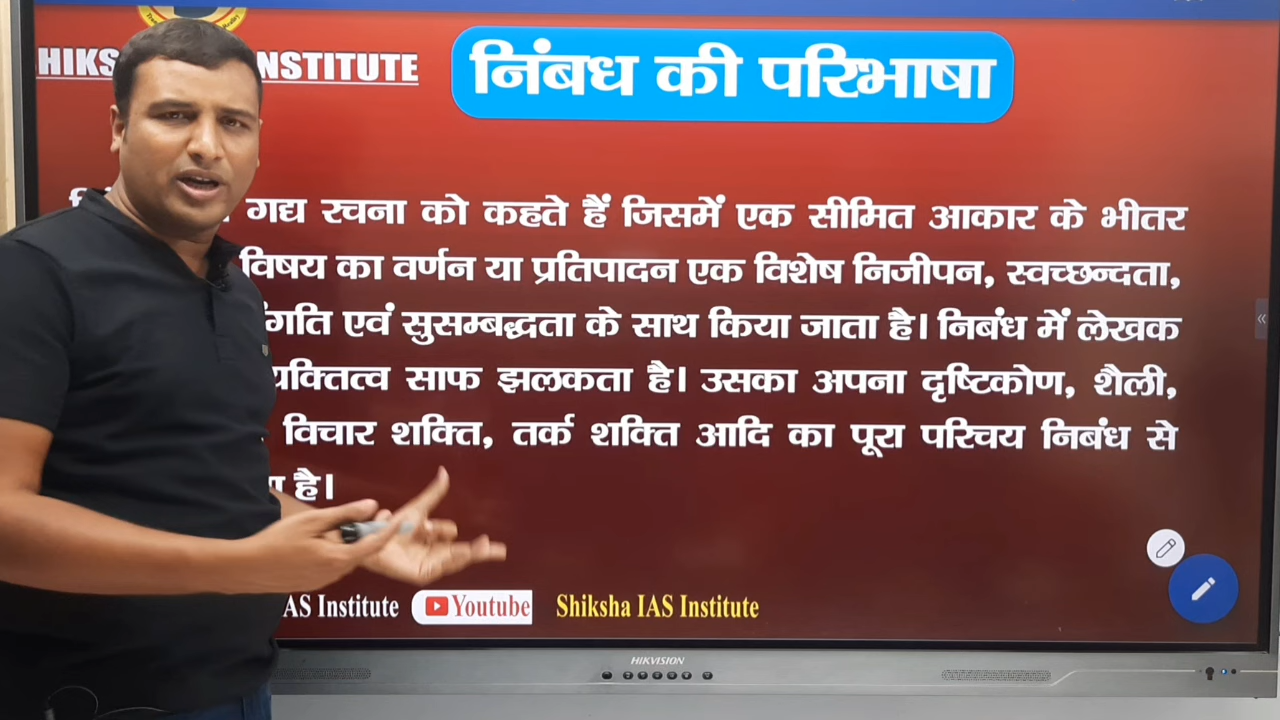 HIKS NSTITUTE
निंबध की परिभाषा
गद्य रचना को कहते हैं जिसमें एक सीमित आकार के भीतर
विषय का वर्णन या प्रतिपादन एक विशेष निजीपन, स्वच्छन्दता,
गति एवं सुसम्बद्धता के साथ किया जाता है। निबंध में लेखक
यक्तित्व साफ झलकता है। उसका अपना दृष्टिकोण, शैली,
विचार शक्ति, तर्क शक्ति आदि का पूरा परिचय निबंध से
है।
AS Institute Youtube Shiksha IAS Institute
HIKVISION